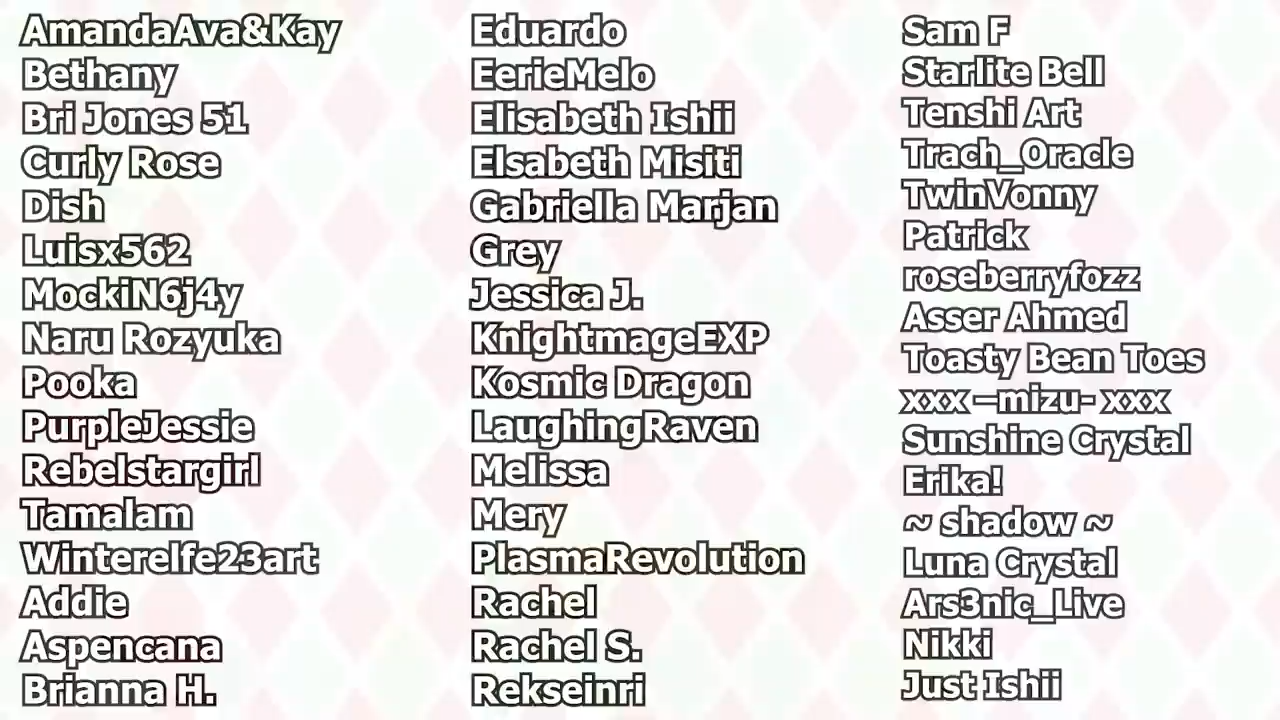 AmandaAva&Kay
Bethany
Bri Jones 51
Curly Rose
Dish
Luisx562
MockiN6j4y
Naru Rozyuka
Pooka
PurpleJessie
Rebelstargirl
Tamalam
Winterelfe23art
Addie
Aspencana
Brianna H.
Eduardo
EerieMelo
Elisabeth Ishii
Elsabeth Misiti
Gabriella Marjan
Grey
Jessica J.
KnightmageEXP
Kosmic Dragon
LaughingRaven
Melissa
Mery
PlasmaRevolution
Rachel
Rachel S.
Rekseinri
Sam F
Starlite Bell
Tenshi Art
Trach_Oracle
TwinVonny
Patrick
roseberryfozz
Asser Ahmed
Toasty Bean Toes
xxx –mizu- xxx
Sunshine Crystal
Erika!
~ shadow ~
Luna Crystal
Ars3nic_Live
Nikki
Just Ishii